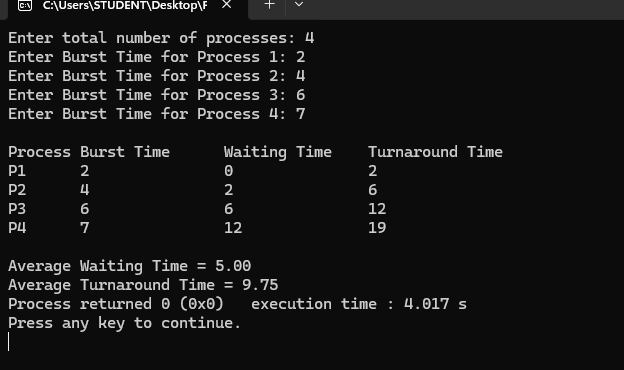 C:\Users\STUDENT\Desktop\F
Enter total number of processes: 4
Enter Burst Time for Process 1: 2
Enter Burst Time for Process 2: 4
Enter Burst Time for Process 3: 6
Enter Burst Time for Process 4: 7
Process Burst Time Waiting Time Turnaround Time
P1 2 0 2
P2 4 2 6
P3 6 6 12
P4 7 12 19
Average Waiting Time = 5.00
Average Turnaround Time = 9.75
Process returned 0 (0x0) execution time : 4.017 s
Press any key to continue.